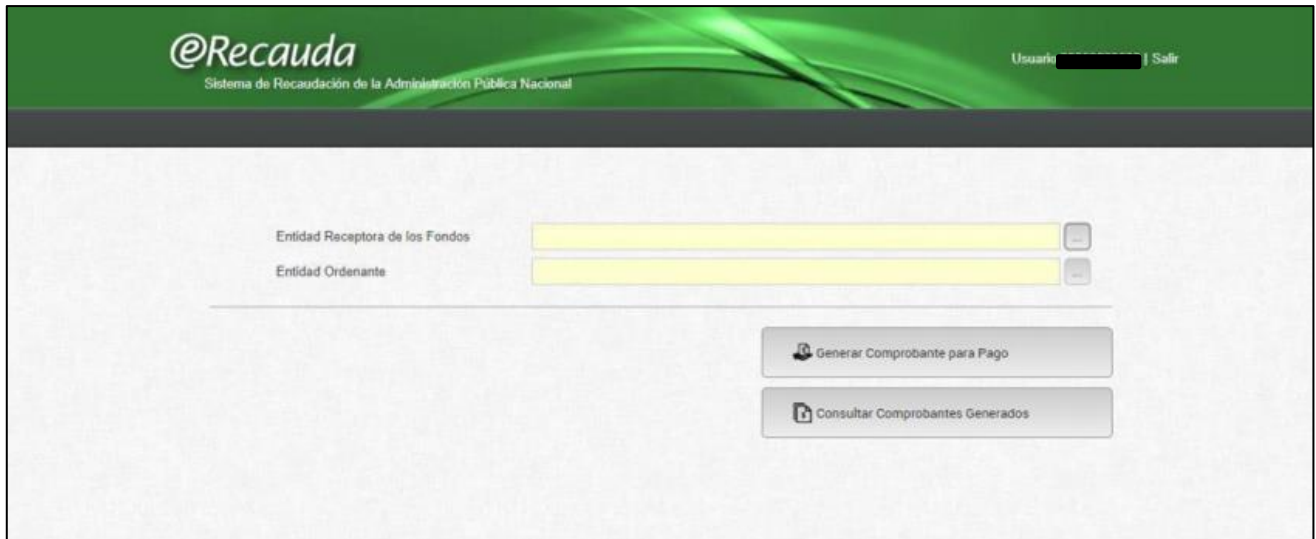 @Recauda
Sistema de Recaudación de la Administración Pública Nacional
Usuario | Salir
Entidad Receptora de los Fondos
...
Entidad Ordenante
...
Generar Comprobante para Pago
Consultar Comprobantes Generados